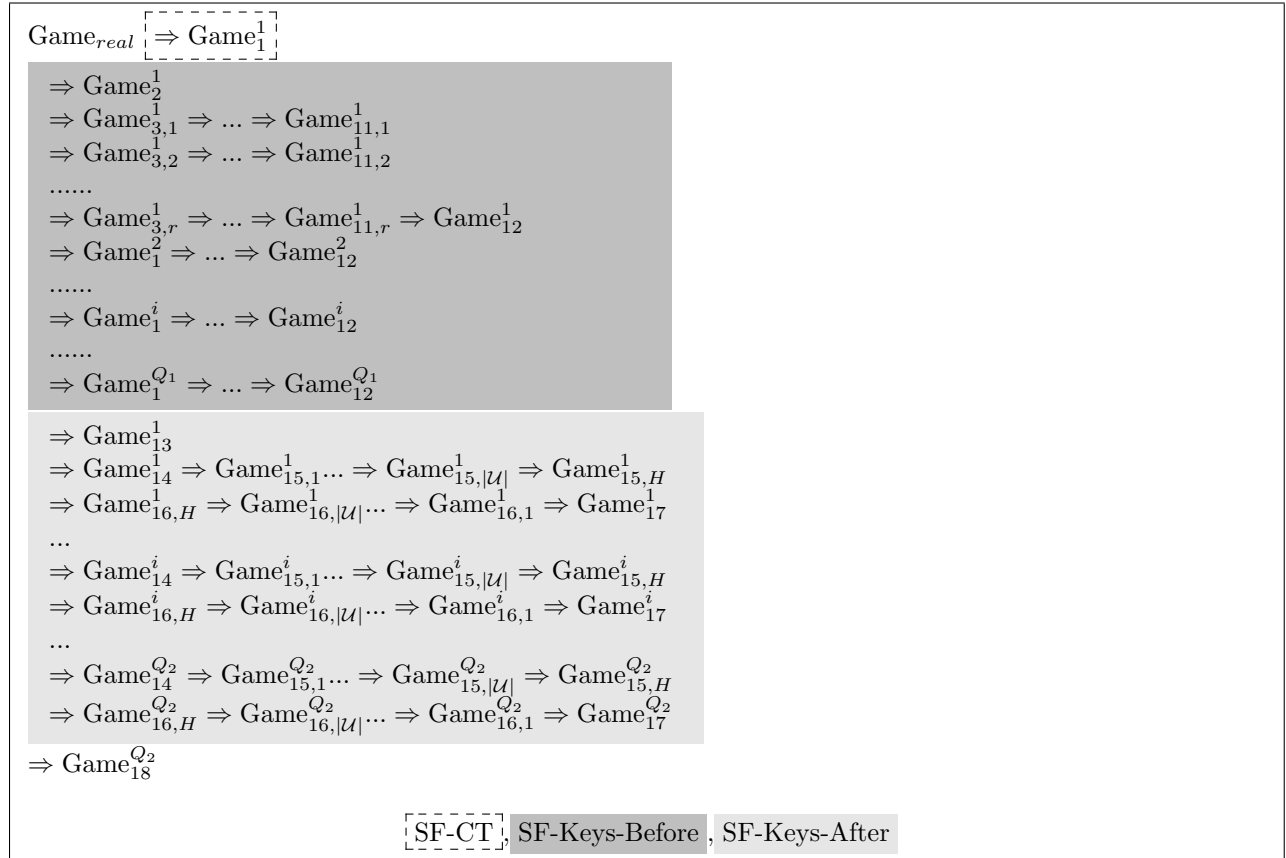 Game_{real} ⇒ Game_1^1
⇒ Game_2^1
⇒ Game_{3,1}^1 ⇒ ... ⇒ Game_{11,1}^1
⇒ Game_{3,2}^1 ⇒ ... ⇒ Game_{11,2}^1
......
⇒ Game_{3,r}^1 ⇒ ... ⇒ Game_{11,r}^1 ⇒ Game_{12}^1
⇒ Game_1^2 ⇒ ... ⇒ Game_{12}^2
......
⇒ Game_1^i ⇒ ... ⇒ Game_{12}^i
......
⇒ Game_1^{Q_1} ⇒ ... ⇒ Game_{12}^{Q_1}
⇒ Game_{13}^1
⇒ Game_{14}^1 ⇒ Game_{15,1}^1... ⇒ Game_{15,|𝒰|}^1 ⇒ Game_{15,H}^1
⇒ Game_{16,H}^1 ⇒ Game_{16,|𝒰|}^1... ⇒ Game_{16,1}^1 ⇒ Game_{17}^1
...
⇒ Game_{14}^i ⇒ Game_{15,1}^i... ⇒ Game_{15,|𝒰|}^i ⇒ Game_{15,H}^i
⇒ Game_{16,H}^i ⇒ Game_{16,|𝒰|}^i... ⇒ Game_{16,1}^i ⇒ Game_{17}^i
...
⇒ Game_{14}^{Q_2} ⇒ Game_{15,1}^{Q_2}... ⇒ Game_{15,|𝒰|}^{Q_2} ⇒ Game_{15,H}^{Q_2}
⇒ Game_{16,H}^{Q_2} ⇒ Game_{16,|𝒰|}^{Q_2}... ⇒ Game_{16,1}^{Q_2} ⇒ Game_{17}^{Q_2}
⇒ Game_{18}^{Q_2}
SF-CT, SF-Keys-Before, SF-Keys-After